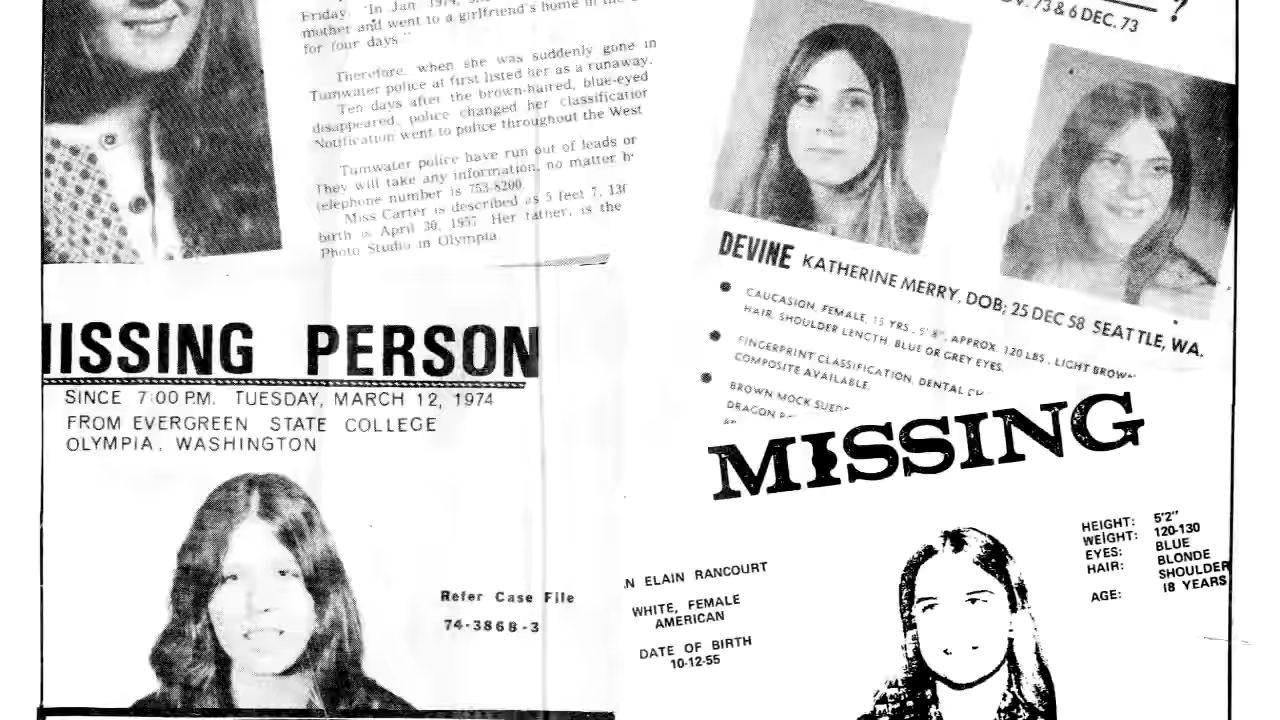 Friday. "In Jan 1974, she
mother and went to a girlfriend's home in the
for four days"
Therefore, when she was suddenly gone in
Tumwater police at first listed her as a runaway.
Ten days after the brown-haired, blue-eyed
disappeared, police changed her classification
Notification went to police throughout the West
Tumwater police have run out of leads or
They will take any information, no matter h
telephone number is 753-8200.
Miss Carter is described as 5 feet 7, 13
birth is April 30, 1957. Her father, is the
Photo Studio in Olympia
MISSING PERSON
SINCE 7:00 P.M. TUESDAY, MARCH 12, 1974
FROM EVERGREEN STATE COLLEGE
OLYMPIA, WASHINGTON
Refer Case File
74-3868-3
V. 73 & 6 DEC. 73 ?
DEVINE KATHERINE MERRY, DOB; 25 DEC 58 SEATTLE, WA.
CAUCASIGN, FEMALE, 15 YRS., 5' 8", APPROX. 120 LBS., LIGHT BROWN
HAIR, SHOULDER LENGTH, BLUE OR GREY EYES.
FINGERPRINT CLASSIFICATION, DENTAL CH
COMPOSITE AVAILABLE.
BROWN MOCK SUEDE
DRAGON
MISSING
N ELAIN RANCOURT
WHITE, FEMALE
AMERICAN
DATE OF BIRTH
10-12-55
HEIGHT: 5'2"
WEIGHT: 120-130
EYES: BLUE
HAIR: BLONDE
SHOULDER
AGE: 18 YEARS